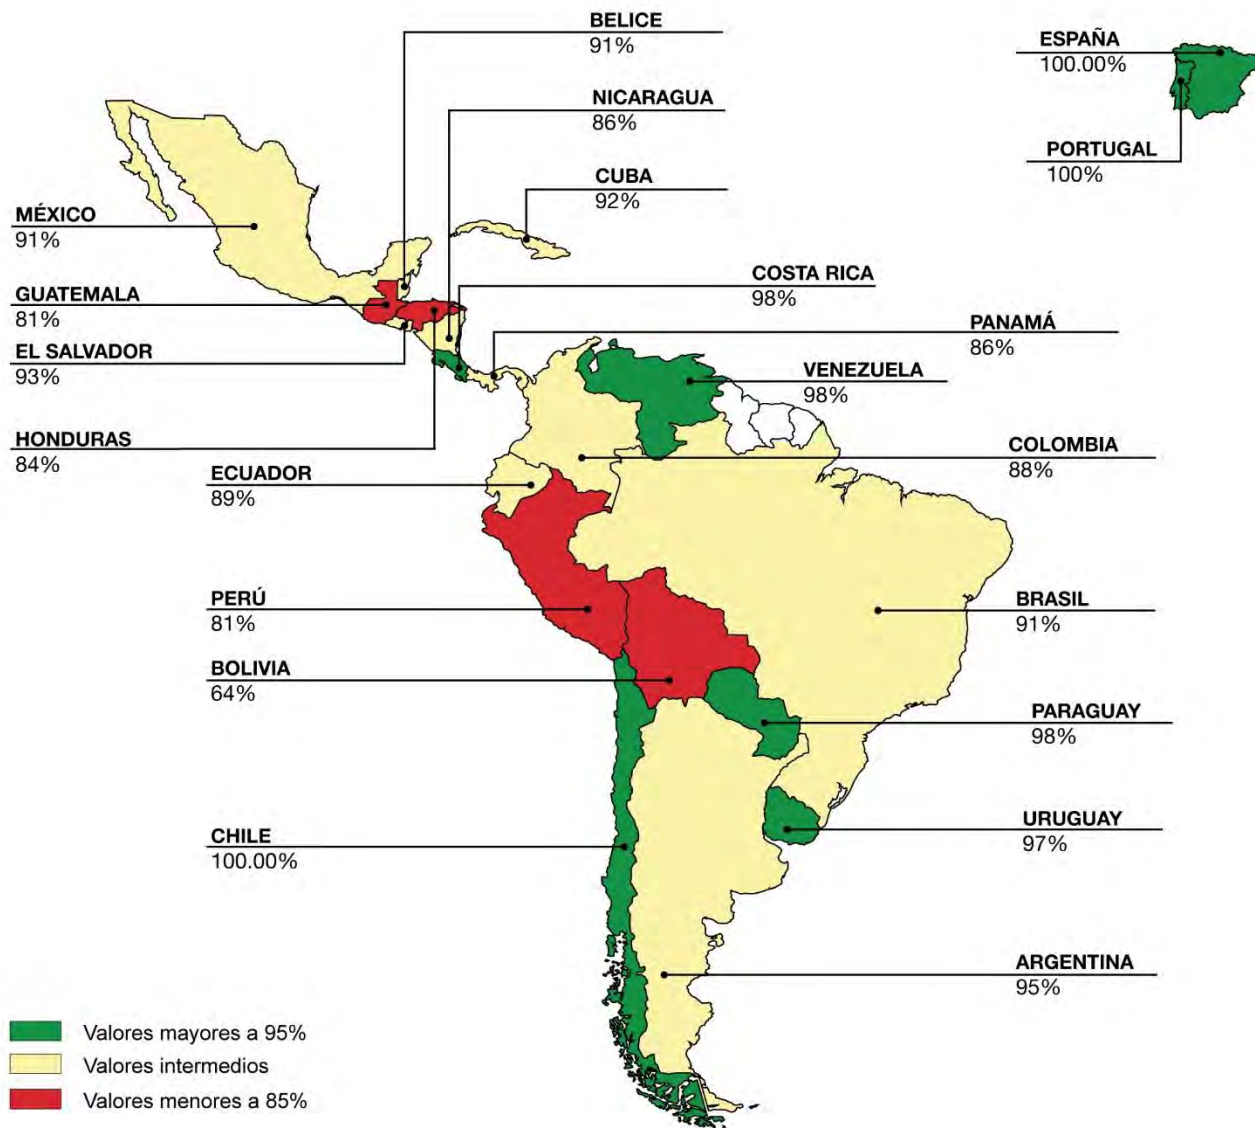 BELICE
91%
ESPAÑA
100.00%
NICARAGUA
86%
PORTUGAL
100%
CUBA
92%
MÉXICO
91%
COSTA RICA
98%
GUATEMALA
81%
PANAMÁ
86%
EL SALVADOR
93%
VENEZUELA
98%
HONDURAS
84%
COLOMBIA
88%
ECUADOR
89%
PERÚ
81%
BRASIL
91%
BOLIVIA
64%
PARAGUAY
98%
URUGUAY
97%
CHILE
100.00%
ARGENTINA
95%
Valores mayores a 95%
Valores intermedios
Valores menores a 85%